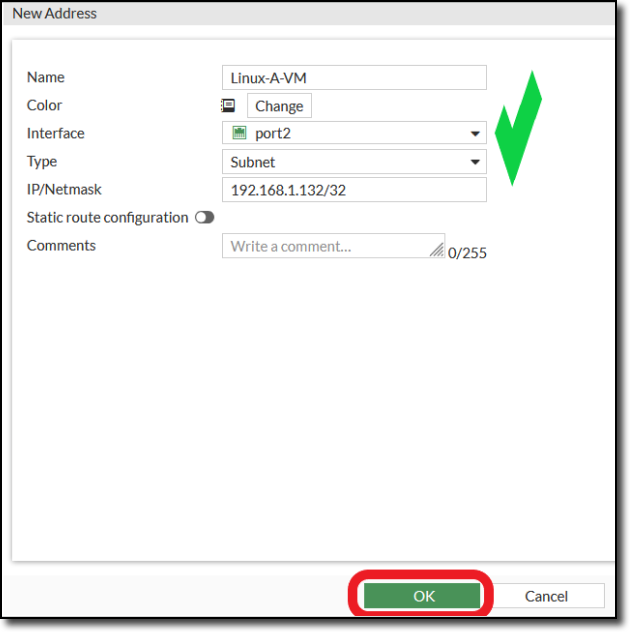 New Address
Name Linux-A-VM
Color Change
Interface port2
Type Subnet
IP/Netmask 192.168.1.132/32
Static route configuration
Comments Write a comment... 0/255
OK Cancel